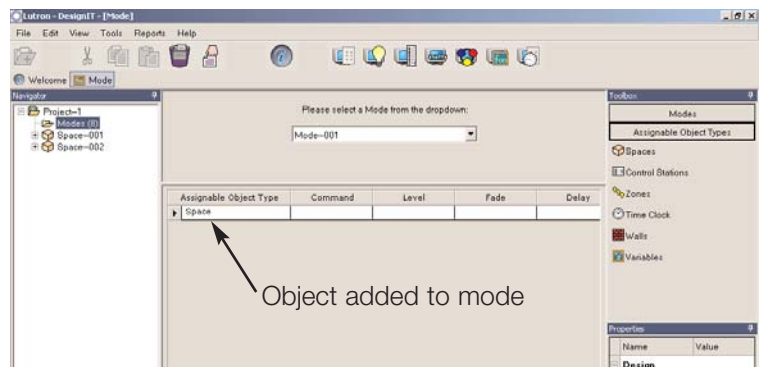 Lutron - DesignIT - [Mode]
File Edit View Tools Reports Help
Welcome Mode
Navigator
Project-1
Modes (8)
Space-001
Space-002
Please select a Mode from the dropdown:
Mode-001
Assignable Object Type Command Level Fade Delay
Space
Object added to mode
Toolbox
Modes
Assignable Object Types
Spaces
Control Stations
Zones
Time Clock
Walls
Variables
Properties
Name Value
Design